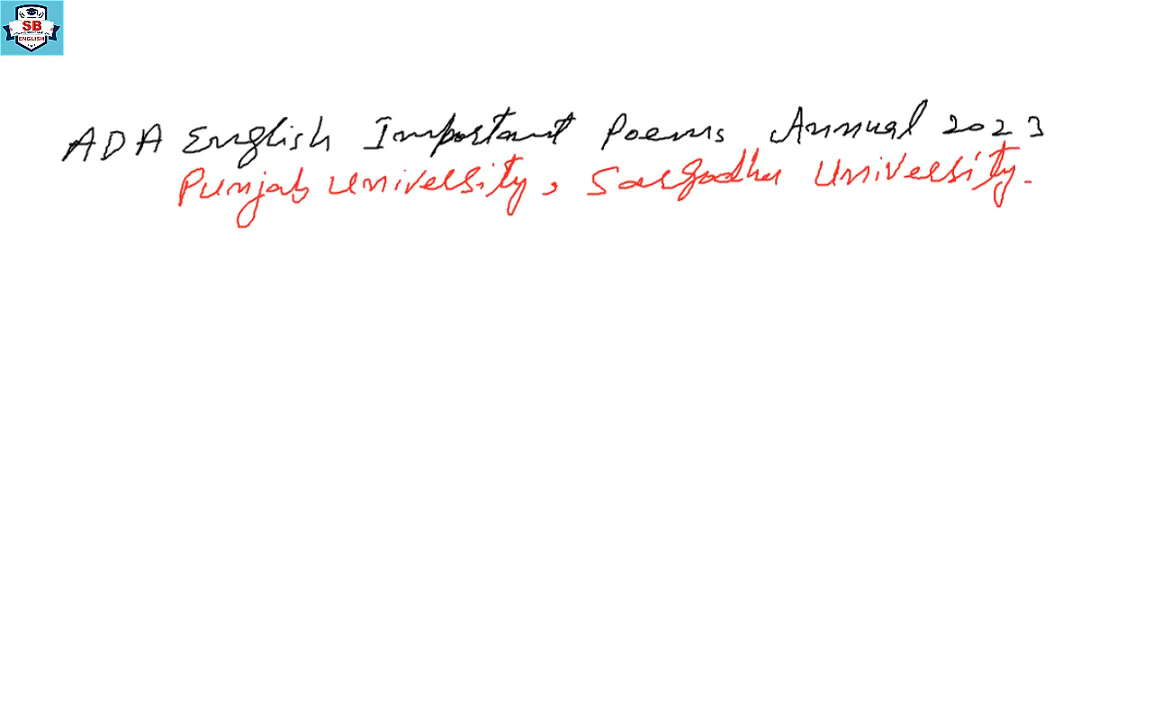 SB
ENGLISH
ADA English Important Poems Annual 2023
Punjab University, Sargodha University.